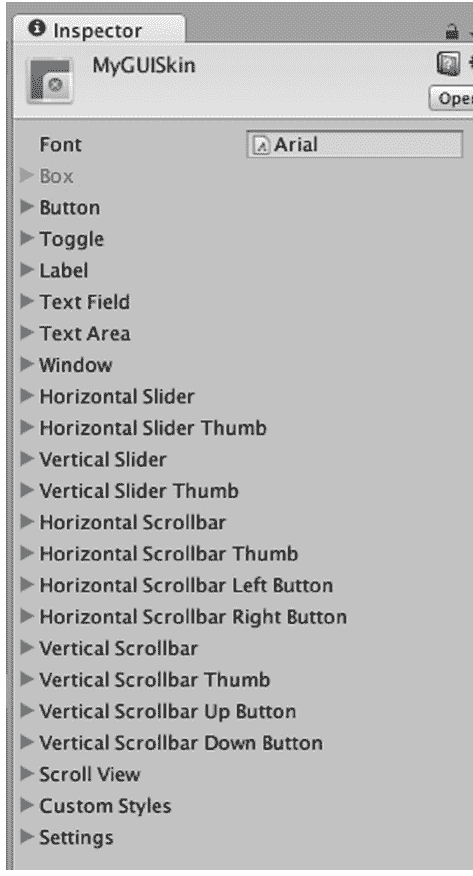 Inspector
MyGUISkin
Ope
Font Arial
Box
Button
Toggle
Label
Text Field
Text Area
Window
Horizontal Slider
Horizontal Slider Thumb
Vertical Slider
Vertical Slider Thumb
Horizontal Scrollbar
Horizontal Scrollbar Thumb
Horizontal Scrollbar Left Button
Horizontal Scrollbar Right Button
Vertical Scrollbar
Vertical Scrollbar Thumb
Vertical Scrollbar Up Button
Vertical Scrollbar Down Button
Scroll View
Custom Styles
Settings